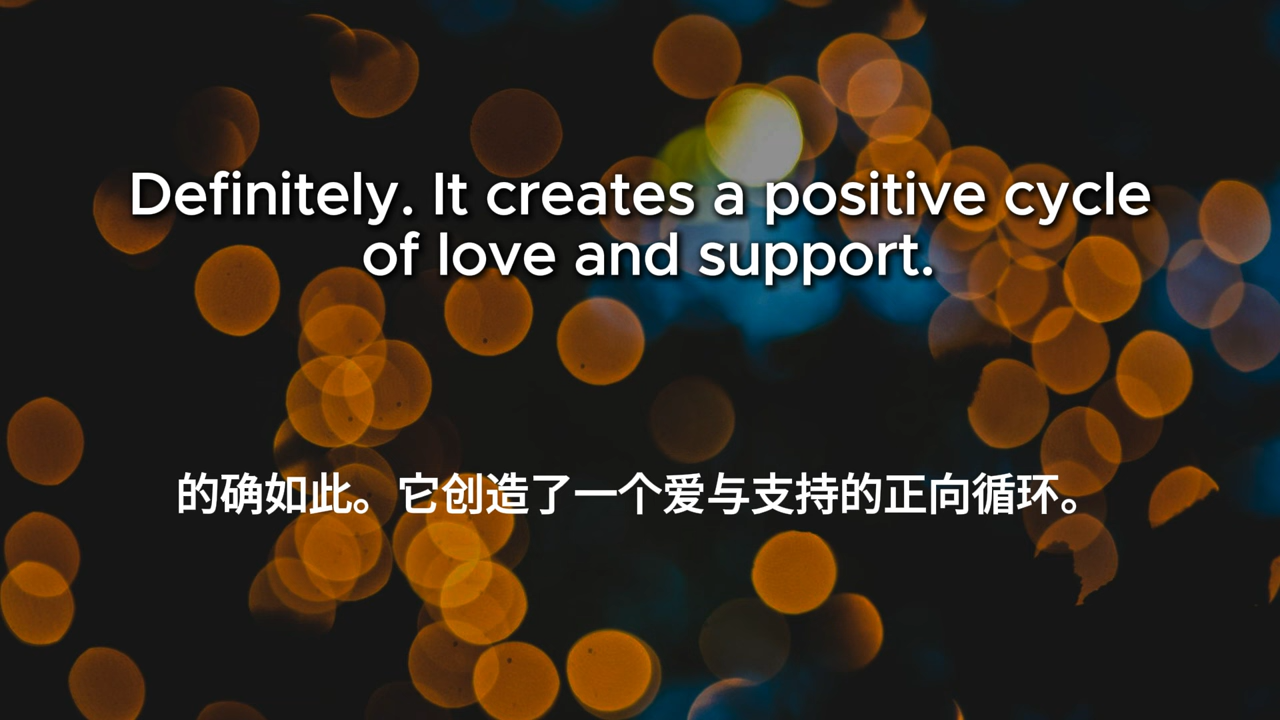 Definitely. It creates a positive cycle
of love and support.
的确如此。它创造了一个爱与支持的正向循环。